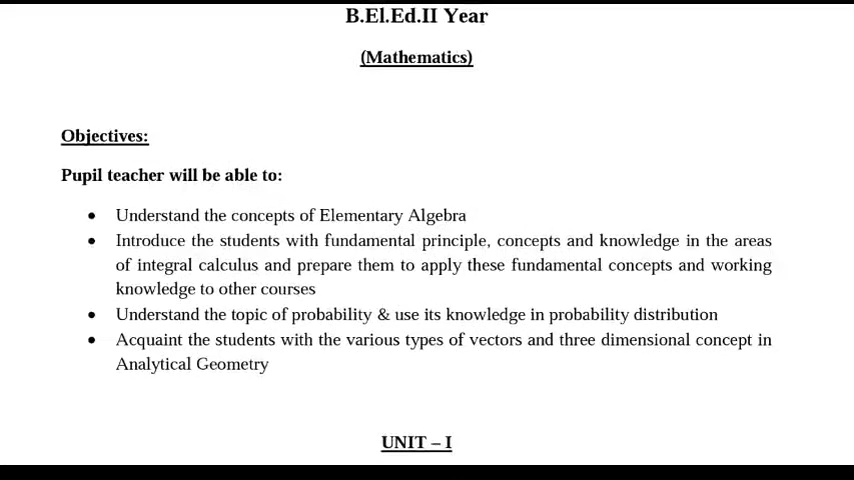 B.El.Ed.II Year
(Mathematics)
Objectives:
Pupil teacher will be able to:
• Understand the concepts of Elementary Algebra
• Introduce the students with fundamental principle, concepts and knowledge in the areas
of integral calculus and prepare them to apply these fundamental concepts and working
knowledge to other courses
• Understand the topic of probability & use its knowledge in probability distribution
• Acquaint the students with the various types of vectors and three dimensional concept in
Analytical Geometry
UNIT – I